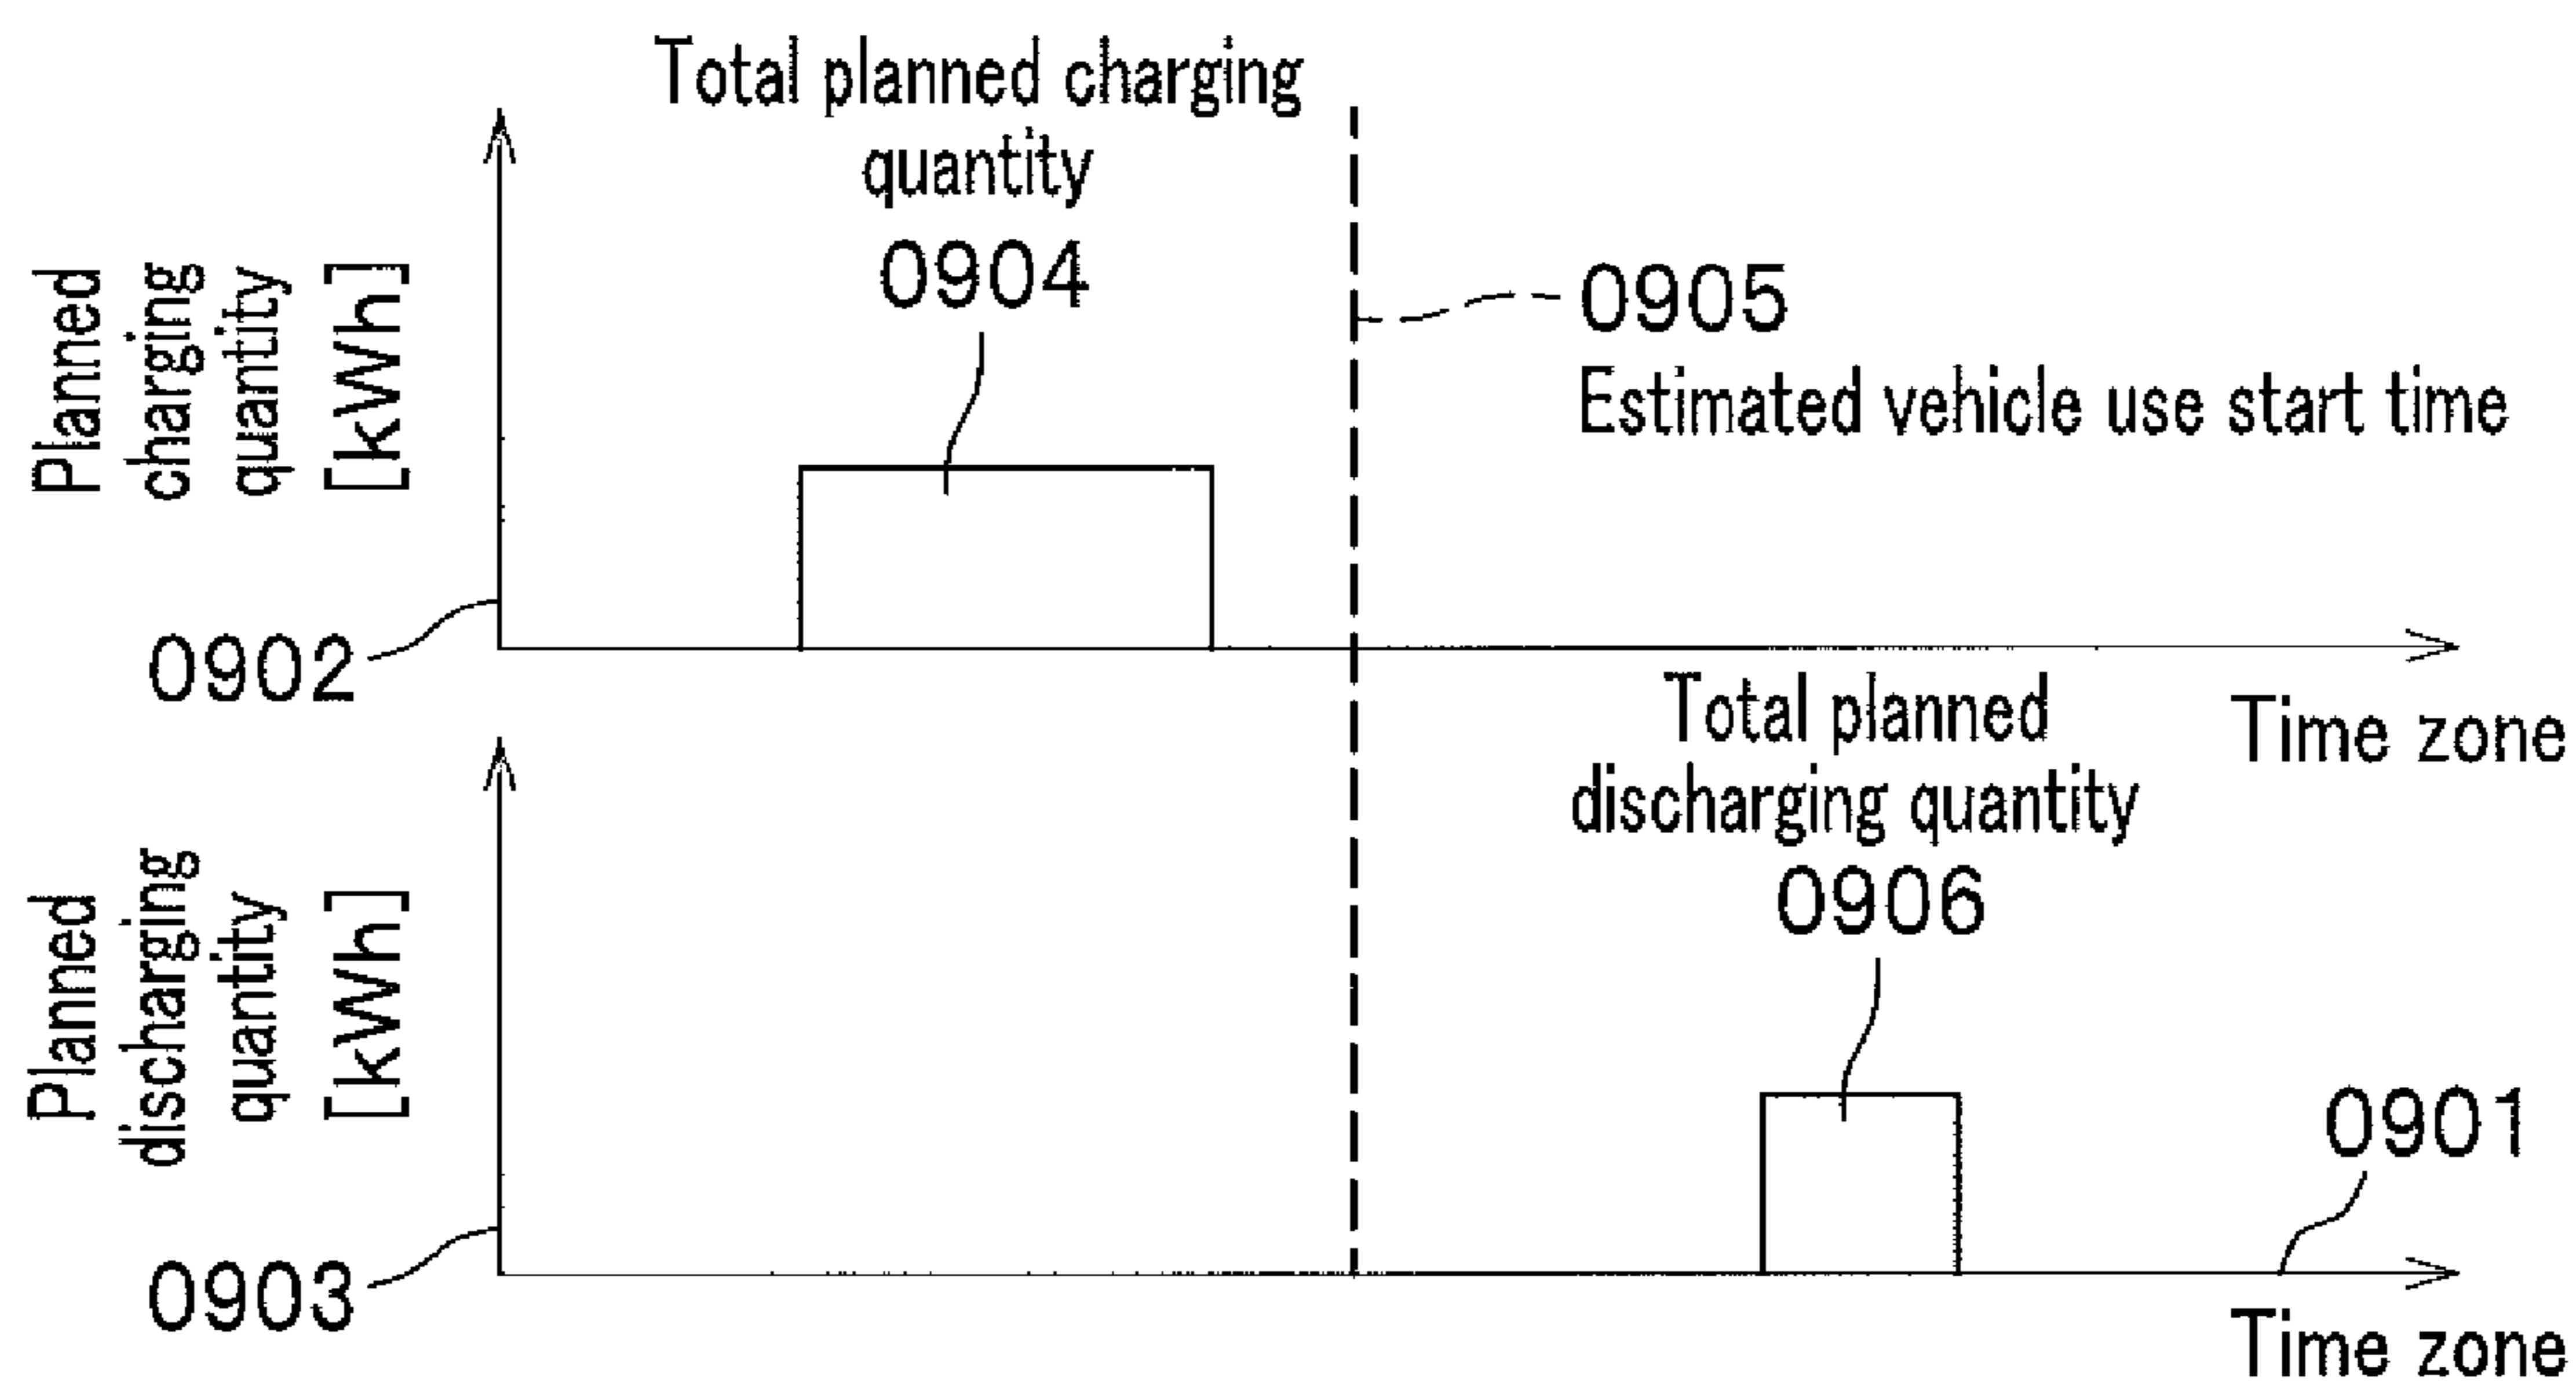 Total planned charging
quantity
0904
0905
Estimated vehicle use start time
Planned
charging
quantity
[kWh]
0902
Time zone
Total planned
discharging quantity
0906
Planned
discharging
quantity
[kWh]
0901
0903
Time zone